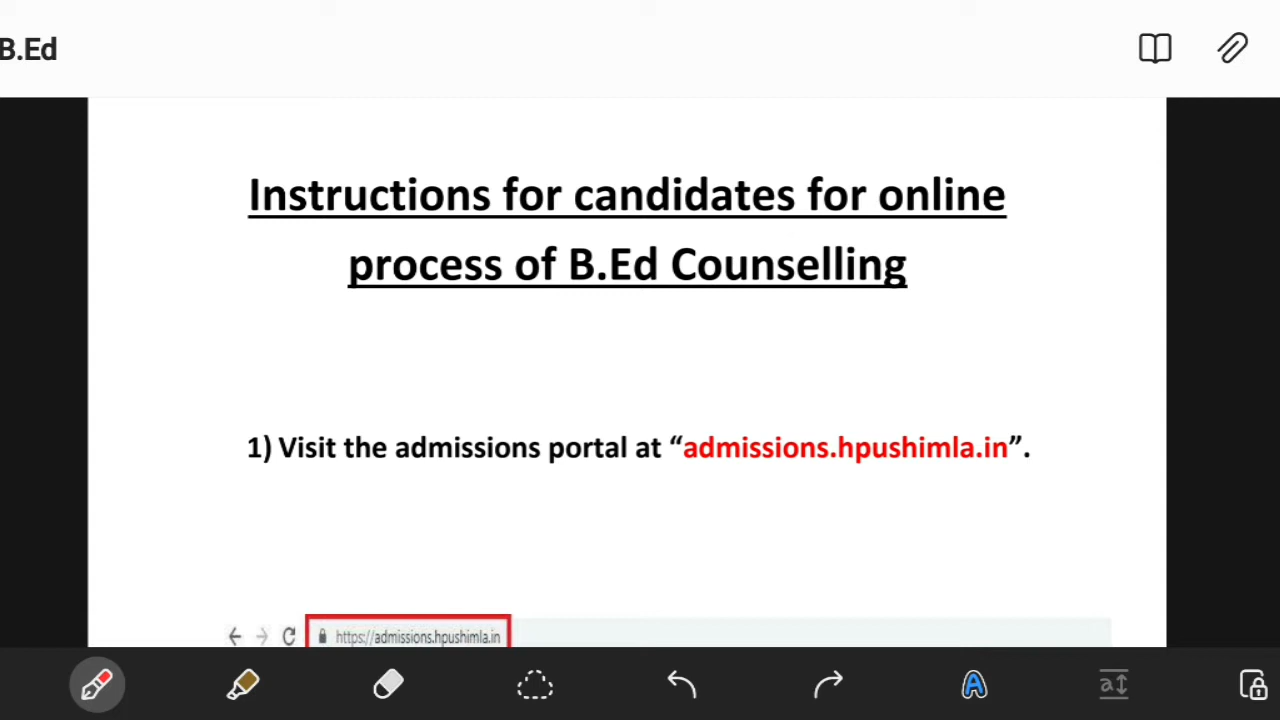 B.Ed
Instructions for candidates for online
process of B.Ed Counselling
1) Visit the admissions portal at “admissions.hpushimla.in”.
https://admissions.hpushimla.in
A
a